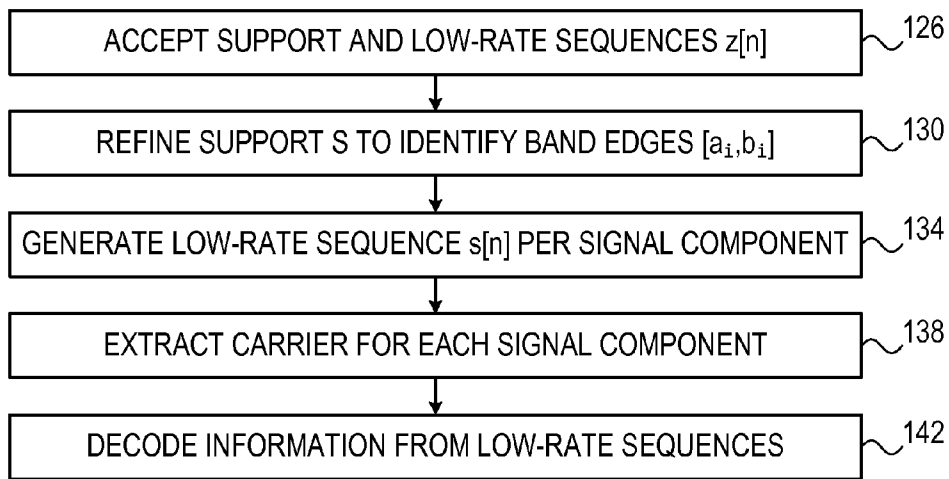 ACCEPT SUPPORT AND LOW-RATE SEQUENCES z[n]
126
REFINE SUPPORT S TO IDENTIFY BAND EDGES [aᵢ,bᵢ]
130
GENERATE LOW-RATE SEQUENCE s[n] PER SIGNAL COMPONENT
134
EXTRACT CARRIER FOR EACH SIGNAL COMPONENT
138
DECODE INFORMATION FROM LOW-RATE SEQUENCES
142